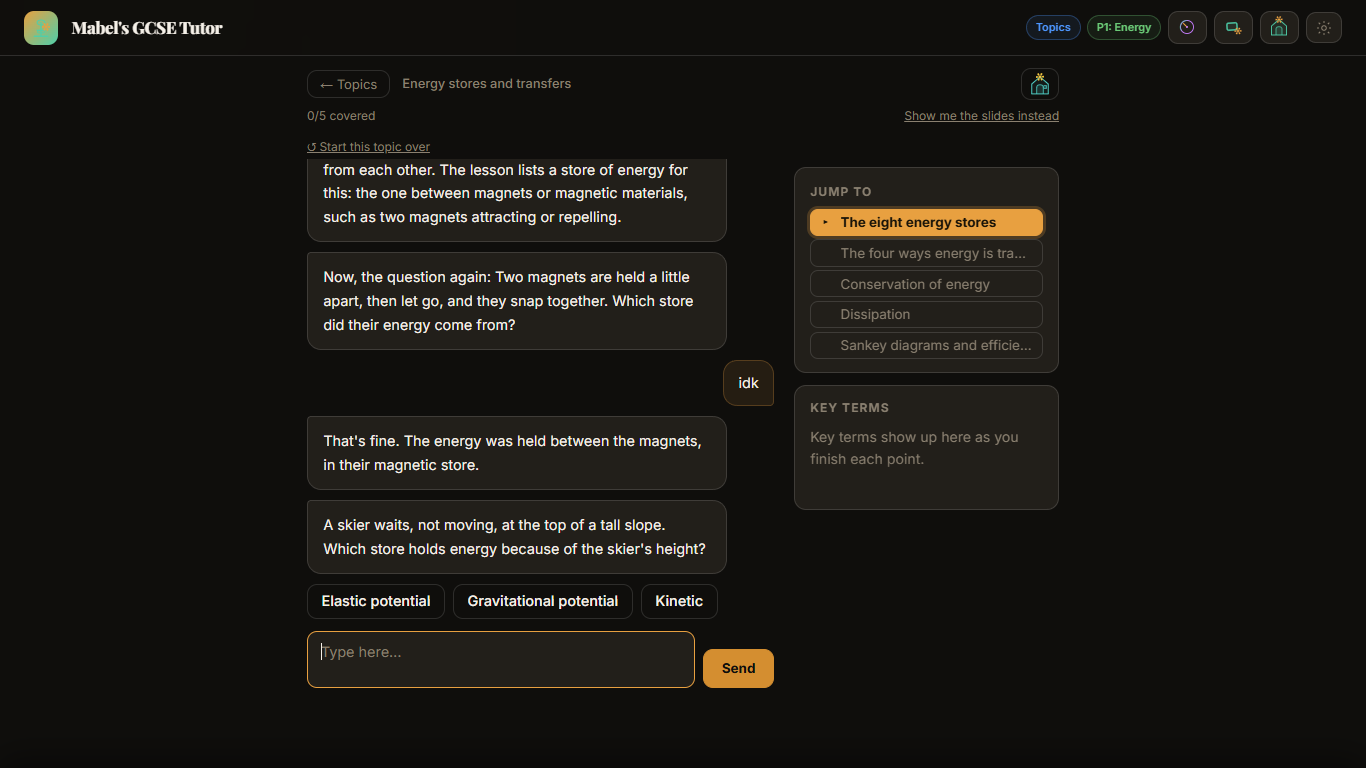 Mabel's GCSE Tutor
Topics
P1: Energy
← Topics
Energy stores and transfers
0/5 covered
Show me the slides instead
↺ Start this topic over
from each other. The lesson lists a store of energy for
this: the one between magnets or magnetic materials,
such as two magnets attracting or repelling.
Now, the question again: Two magnets are held a little
apart, then let go, and they snap together. Which store
did their energy come from?
idk
That's fine. The energy was held between the magnets,
in their magnetic store.
A skier waits, not moving, at the top of a tall slope.
Which store holds energy because of the skier's height?
Elastic potential
Gravitational potential
Kinetic
Type here...
Send
JUMP TO
The eight energy stores
The four ways energy is tra...
Conservation of energy
Dissipation
Sankey diagrams and efficie...
KEY TERMS
Key terms show up here as you
finish each point.